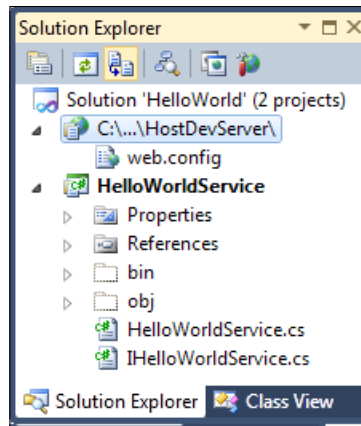 Solution Explorer
Solution 'HelloWorld' (2 projects)
C:\...\HostDevServer\
web.config
HelloWorldService
Properties
References
bin
obj
HelloWorldService.cs
IHelloWorldService.cs
Solution Explorer Class View